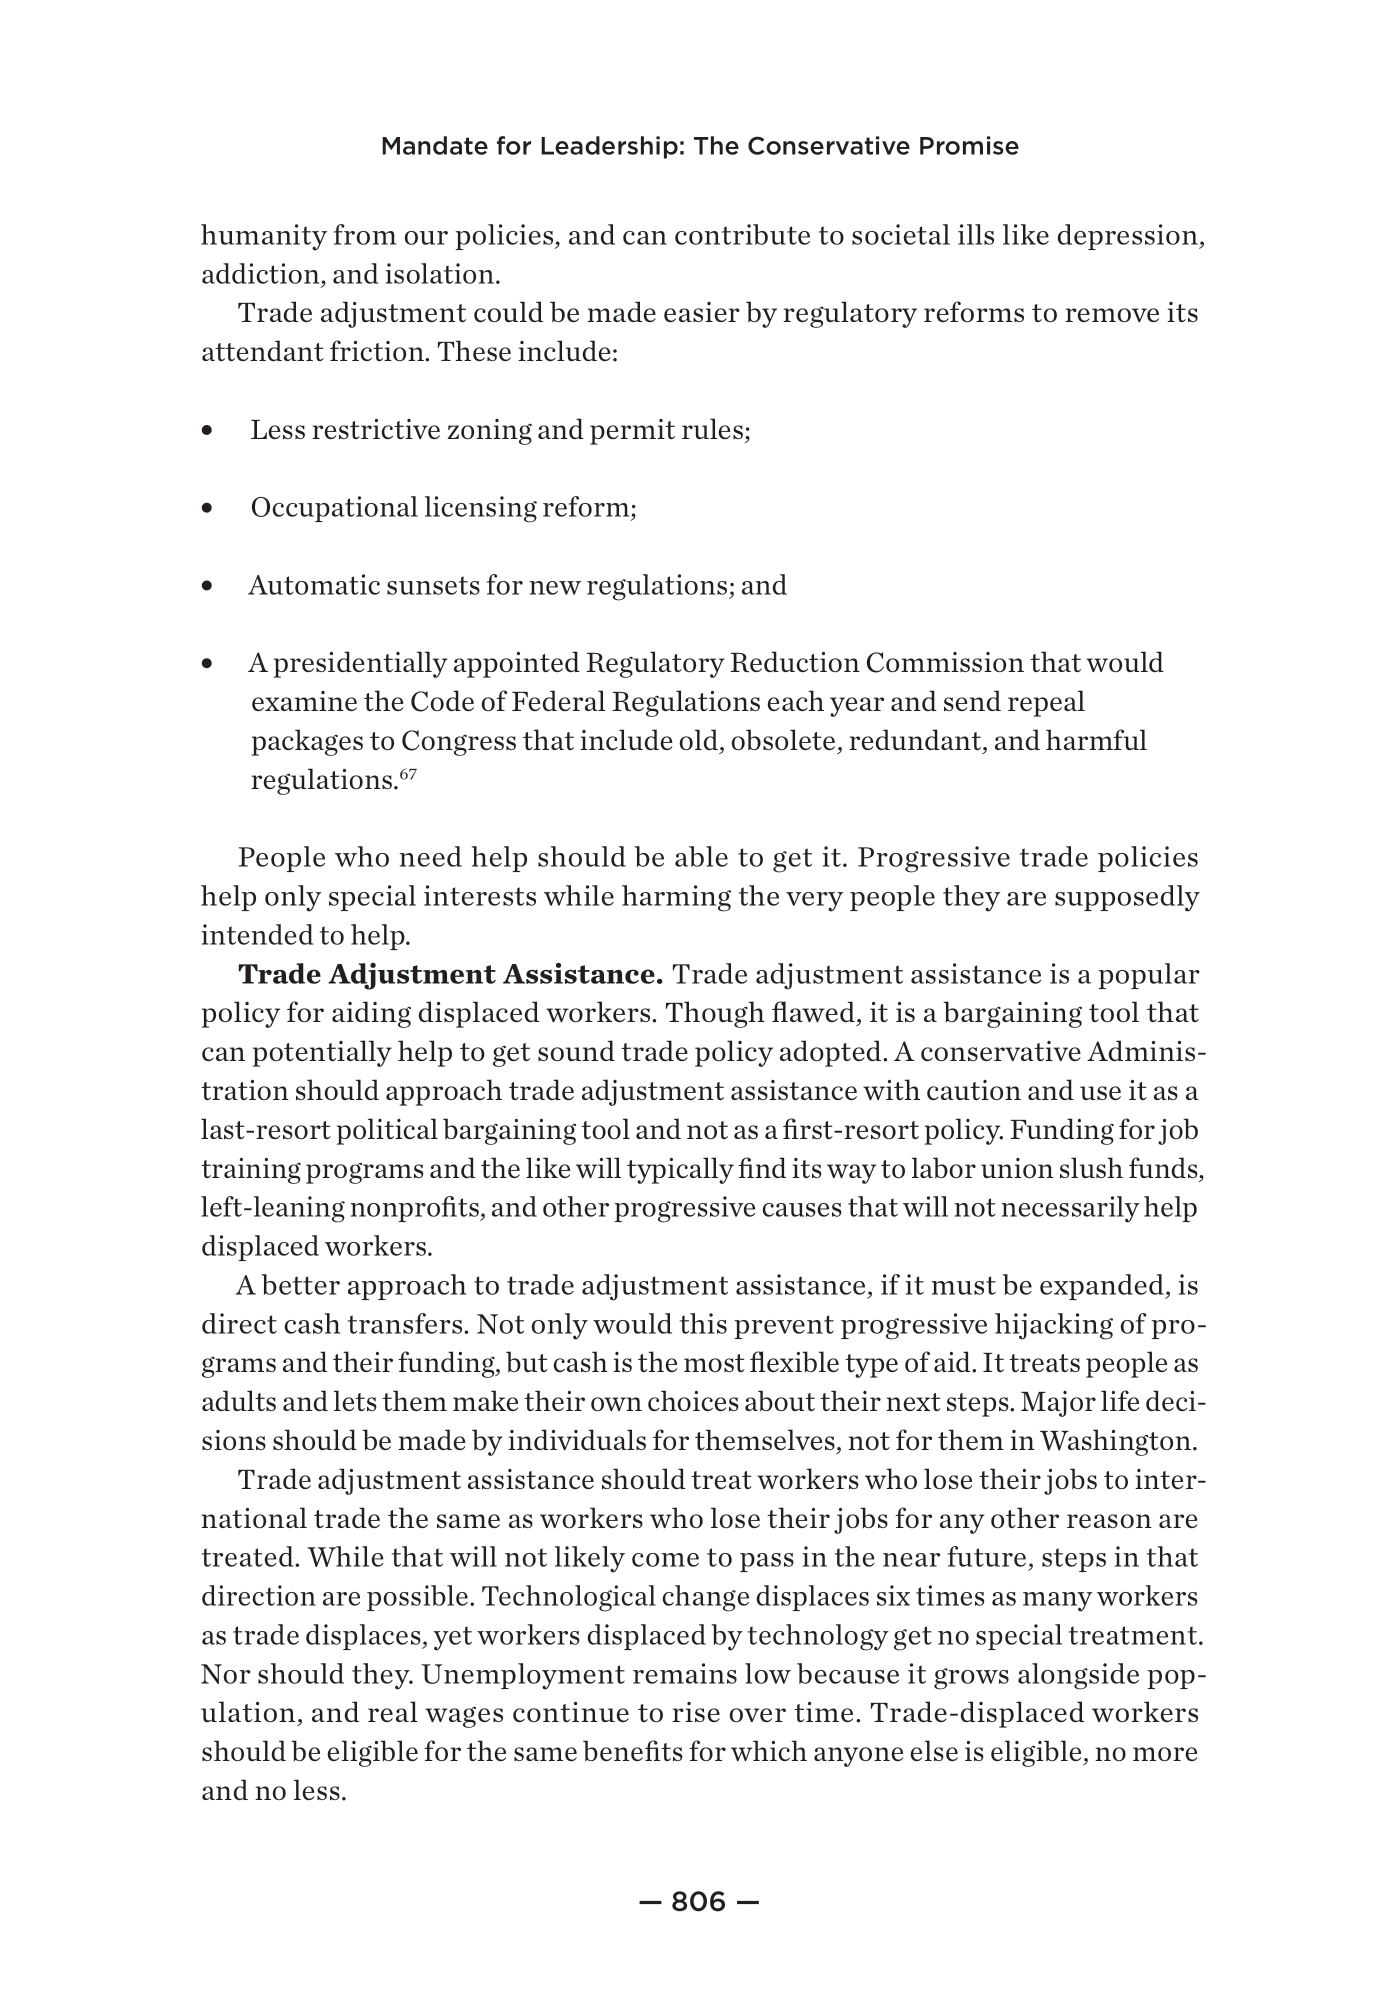 Mandate for Leadership: The Conservative Promise
humanity from our policies, and can contribute to societal ills like depression,
addiction, and isolation.
Trade adjustment could be made easier by regulatory reforms to remove its
attendant friction. These include:
• Less restrictive zoning and permit rules;
• Occupational licensing reform;
• Automatic sunsets for new regulations; and
• A presidentially appointed Regulatory Reduction Commission that would
examine the Code of Federal Regulations each year and send repeal
packages to Congress that include old, obsolete, redundant, and harmful
regulations.67
People who need help should be able to get it. Progressive trade policies
help only special interests while harming the very people they are supposedly
intended to help.
Trade Adjustment Assistance. Trade adjustment assistance is a popular
policy for aiding displaced workers. Though flawed, it is a bargaining tool that
can potentially help to get sound trade policy adopted. A conservative Adminis-
tration should approach trade adjustment assistance with caution and use it as a
last-resort political bargaining tool and not as a first-resort policy. Funding for job
training programs and the like will typically find its way to labor union slush funds,
left-leaning nonprofits, and other progressive causes that will not necessarily help
displaced workers.
A better approach to trade adjustment assistance, if it must be expanded, is
direct cash transfers. Not only would this prevent progressive hijacking of pro-
grams and their funding, but cash is the most flexible type of aid. It treats people as
adults and lets them make their own choices about their next steps. Major life deci-
sions should be made by individuals for themselves, not for them in Washington.
Trade adjustment assistance should treat workers who lose their jobs to inter-
national trade the same as workers who lose their jobs for any other reason are
treated. While that will not likely come to pass in the near future, steps in that
direction are possible. Technological change displaces six times as many workers
as trade displaces, yet workers displaced by technology get no special treatment.
Nor should they. Unemployment remains low because it grows alongside pop-
ulation, and real wages continue to rise over time. Trade-displaced workers
should be eligible for the same benefits for which anyone else is eligible, no more
and no less.
— 806 —